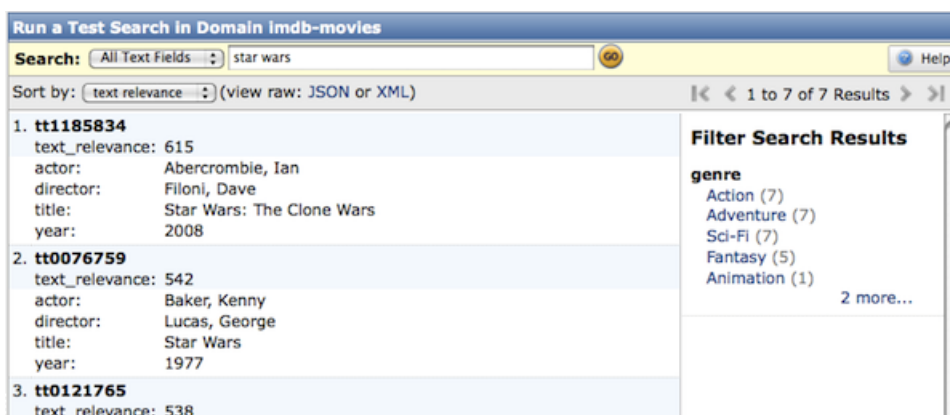 Run a Test Search in Domain imdb-movies
Search: All Text Fields star wars GO Help
Sort by: text relevance (view raw: JSON or XML) 1 to 7 of 7 Results
1. tt1185834
text_relevance: 615
actor: Abercrombie, Ian
director: Filoni, Dave
title: Star Wars: The Clone Wars
year: 2008
2. tt0076759
text_relevance: 542
actor: Baker, Kenny
director: Lucas, George
title: Star Wars
year: 1977
3. tt0121765
text_relevance: 538
Filter Search Results
genre
Action (7)
Adventure (7)
Sci-Fi (7)
Fantasy (5)
Animation (1)
2 more...